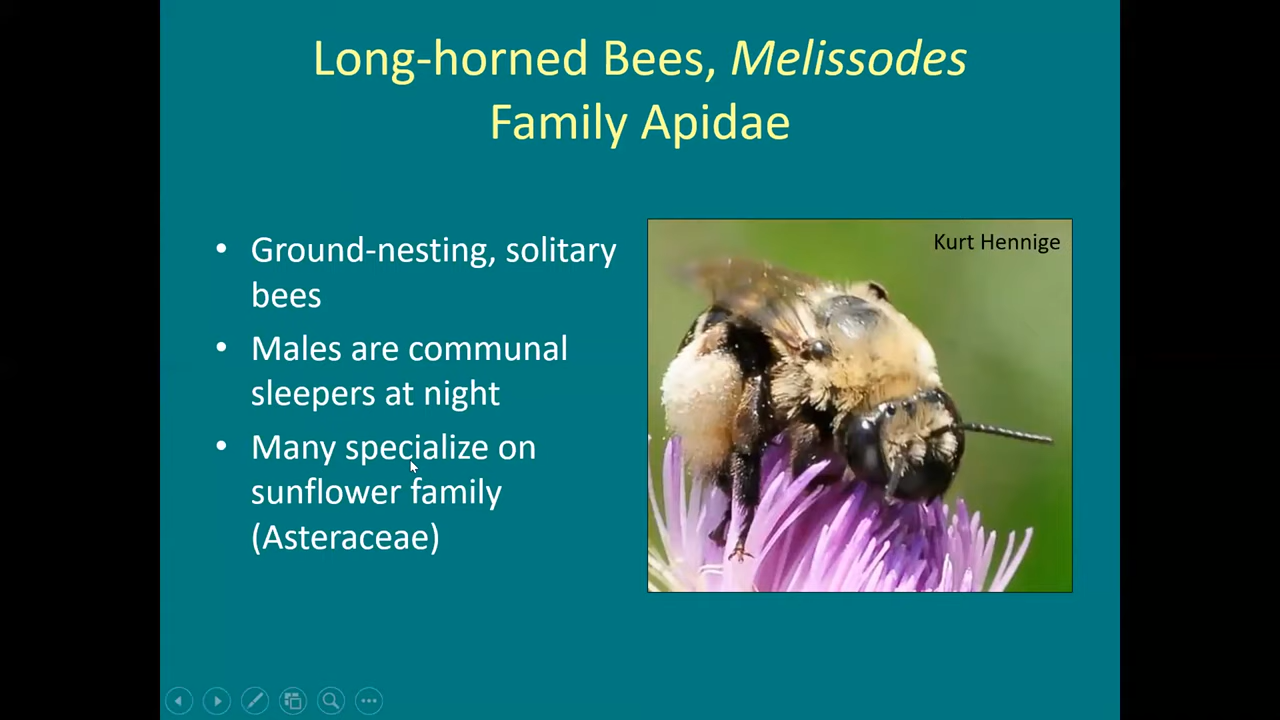 Long-horned Bees, Melissodes
Family Apidae
• Ground-nesting, solitary
bees
• Males are communal
sleepers at night
• Many specialize on
sunflower family
(Asteraceae)
Kurt Hennige